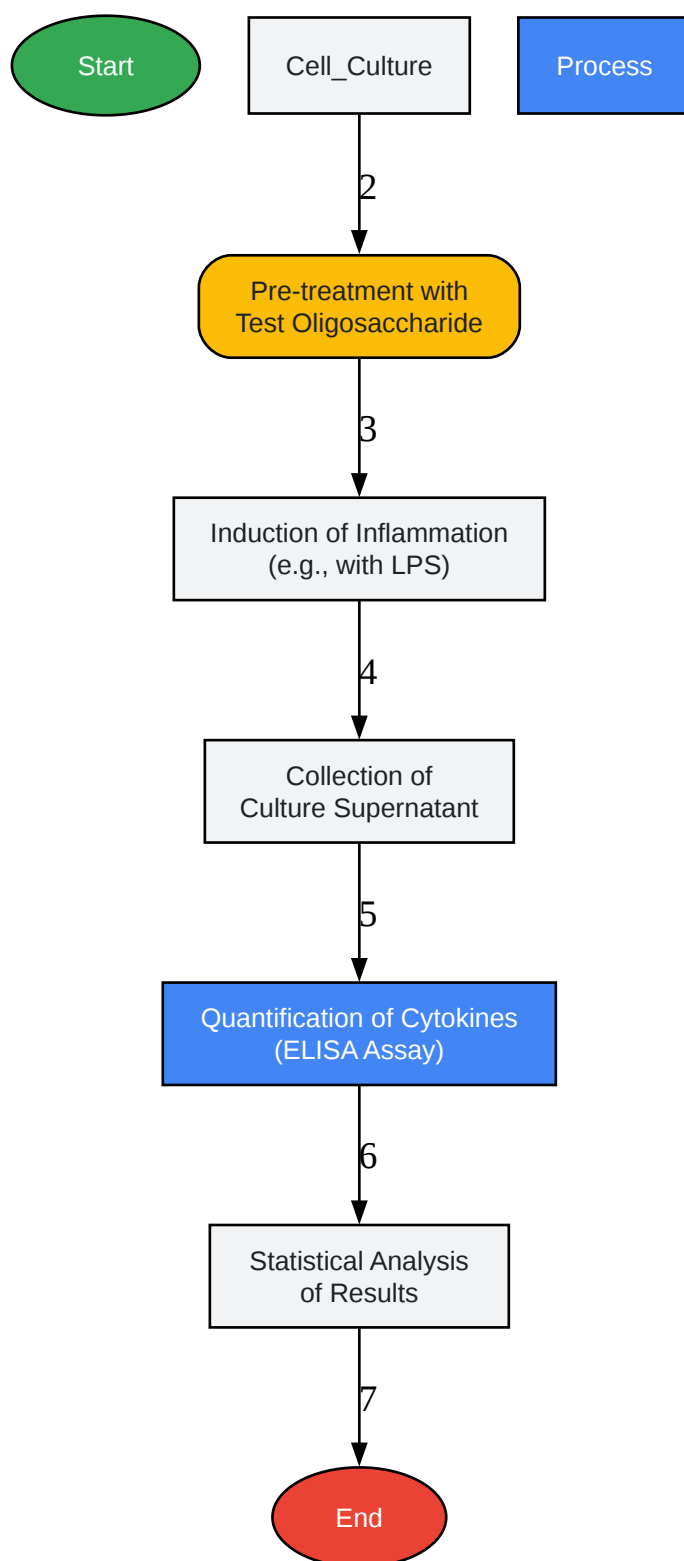 Start
Cell_Culture
Process
2
Pre-treatment with
Test Oligosaccharide
3
Induction of Inflammation
(e.g., with LPS)
4
Collection of
Culture Supernatant
5
Quantification of Cytokines
(ELISA Assay)
6
Statistical Analysis
of Results
7
End